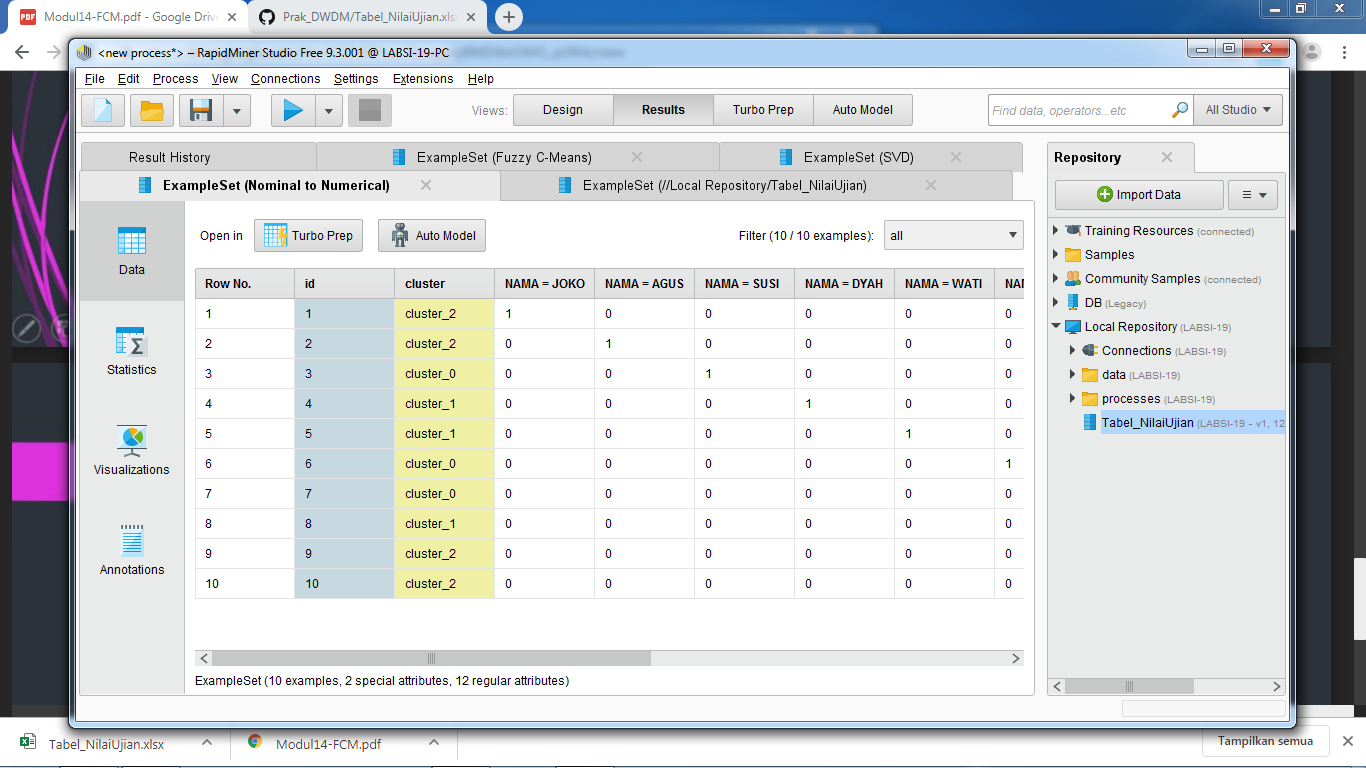 Modul14-FCM.pdf - Google Drive
Prak_DWDM/Tabel_NilaiUjian.xls
<new process*> – RapidMiner Studio Free 9.3.001 @ LABSI-19-PC
File Edit Process View Connections Settings Extensions Help
Views: Design Results Turbo Prep Auto Model
Find data, operators...etc
All Studio
Result History
ExampleSet (Fuzzy C-Means)
ExampleSet (SVD)
ExampleSet (Nominal to Numerical)
ExampleSet (//Local Repository/Tabel_NilaiUjian)
Data
Statistics
Visualizations
Annotations
Open in Turbo Prep Auto Model
Filter (10 / 10 examples): all
Row No. id cluster NAMA = JOKO NAMA = AGUS NAMA = SUSI NAMA = DYAH NAMA = WATI NAM
1 1 cluster_2 1 0 0 0 0 0
2 2 cluster_2 0 1 0 0 0 0
3 3 cluster_0 0 0 1 0 0 0
4 4 cluster_1 0 0 0 1 0 0
5 5 cluster_1 0 0 0 0 1 0
6 6 cluster_0 0 0 0 0 0 1
7 7 cluster_0 0 0 0 0 0 0
8 8 cluster_1 0 0 0 0 0 0
9 9 cluster_2 0 0 0 0 0 0
10 10 cluster_2 0 0 0 0 0 0
ExampleSet (10 examples, 2 special attributes, 12 regular attributes)
Repository
Import Data
Training Resources (connected)
Samples
Community Samples (connected)
DB (Legacy)
Local Repository (LABSI-19)
Connections (LABSI-19)
data (LABSI-19)
processes (LABSI-19)
Tabel_NilaiUjian (LABSI-19 - v1, 12
Tabel_NilaiUjian.xlsx
Modul14-FCM.pdf
Tampilkan semua